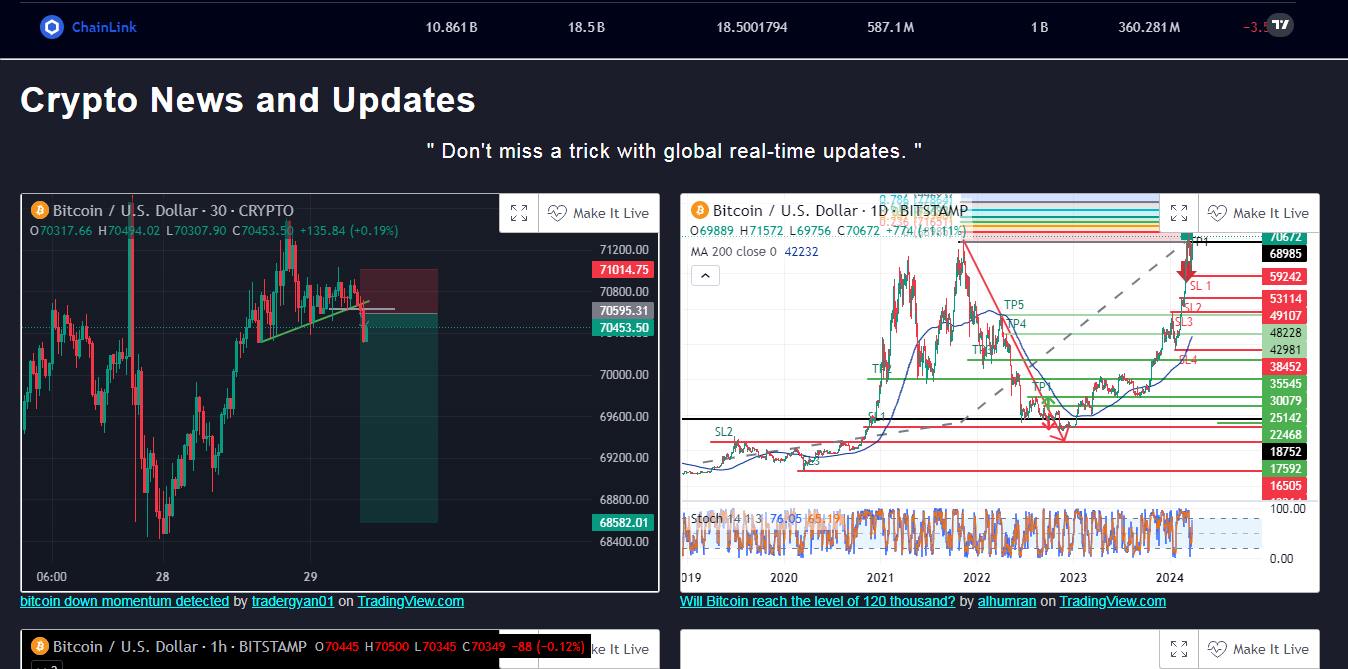 ChainLink 10.861 B 18.5 B 18.5001794 587.1 M 1 B 360.281 M
Crypto News and Updates
" Don't miss a trick with global real-time updates. "
Bitcoin / U.S. Dollar · 30 · CRYPTO
Make It Live
O70317.66 H70494.02 L70307.90 C70453.50 +135.84 (+0.19%)
71200.00
71014.75
70800.00
70595.31
70453.50
70000.00
69600.00
69200.00
68800.00
68582.01
68400.00
06:00 28 29
bitcoin down momentum detected by tradergyan01 on TradingView.com
Bitcoin / U.S. Dollar · 1D · BITSTAMP
Make It Live
O69889 H71572 L69756 C70672 +774 (+1.11%)
MA 200 close 0 42232
70672
68985
59242
53114
49107
48228
42981
38452
35545
30079
25142
22468
18752
17592
16505
SL 1
SL2
SL3
SL4
TP5
TP4
TP1
SL 1
SL2
Stoch 14 1 3 76.05 65.19
100.00
0.00
2020 2021 2022 2023 2024
Will Bitcoin reach the level of 120 thousand? by alhumran on TradingView.com
Bitcoin / U.S. Dollar · 1h · BITSTAMP O70445 H70500 L70345 C70349 −88 (−0.12%)
Make It Live